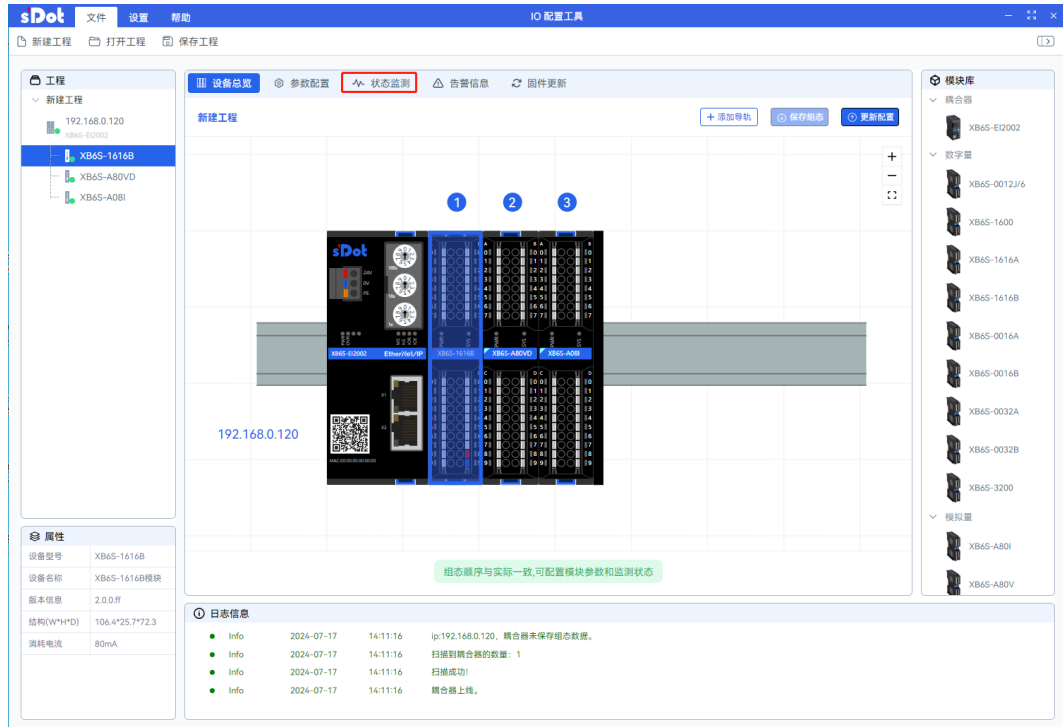 sDot 文件 设置 帮助 IO 配置工具
新建工程 打开工程 保存工程
工程
新建工程
192.168.0.120
XB6S-EI2002
XB6S-1616B
XB6S-A80VD
XB6S-A08I
属性
设备型号 XB6S-1616B
设备名称 XB6S-1616B模块
版本信息 2.0.0.ff
结构(W*H*D) 106.4*25.7*72.3
消耗电流 80mA
设备总览 参数配置 状态监测 告警信息 固件更新
新建工程 + 添加导轨 保存组态 更新配置
1 2 3
sDot
24V
0V
PE
XB6S-EI2002 EtherNet/IP XB6S-1616B XB6S-A80VD XB6S-A08I
X1
X2
192.168.0.120
MAC:00:00:00:00:00:00
组态顺序与实际一致,可配置模块参数和监测状态
日志信息
Info 2024-07-17 14:11:16 ip:192.168.0.120，耦合器未保存组态数据。
Info 2024-07-17 14:11:16 扫描到耦合器的数量：1
Info 2024-07-17 14:11:16 扫描成功!
Info 2024-07-17 14:11:16 耦合器上线。
模块库
耦合器
XB6S-EI2002
数字量
XB6S-0012J/6
XB6S-1600
XB6S-1616A
XB6S-1616B
XB6S-0016A
XB6S-0016B
XB6S-0032A
XB6S-0032B
XB6S-3200
模拟量
XB6S-A80I
XB6S-A80V